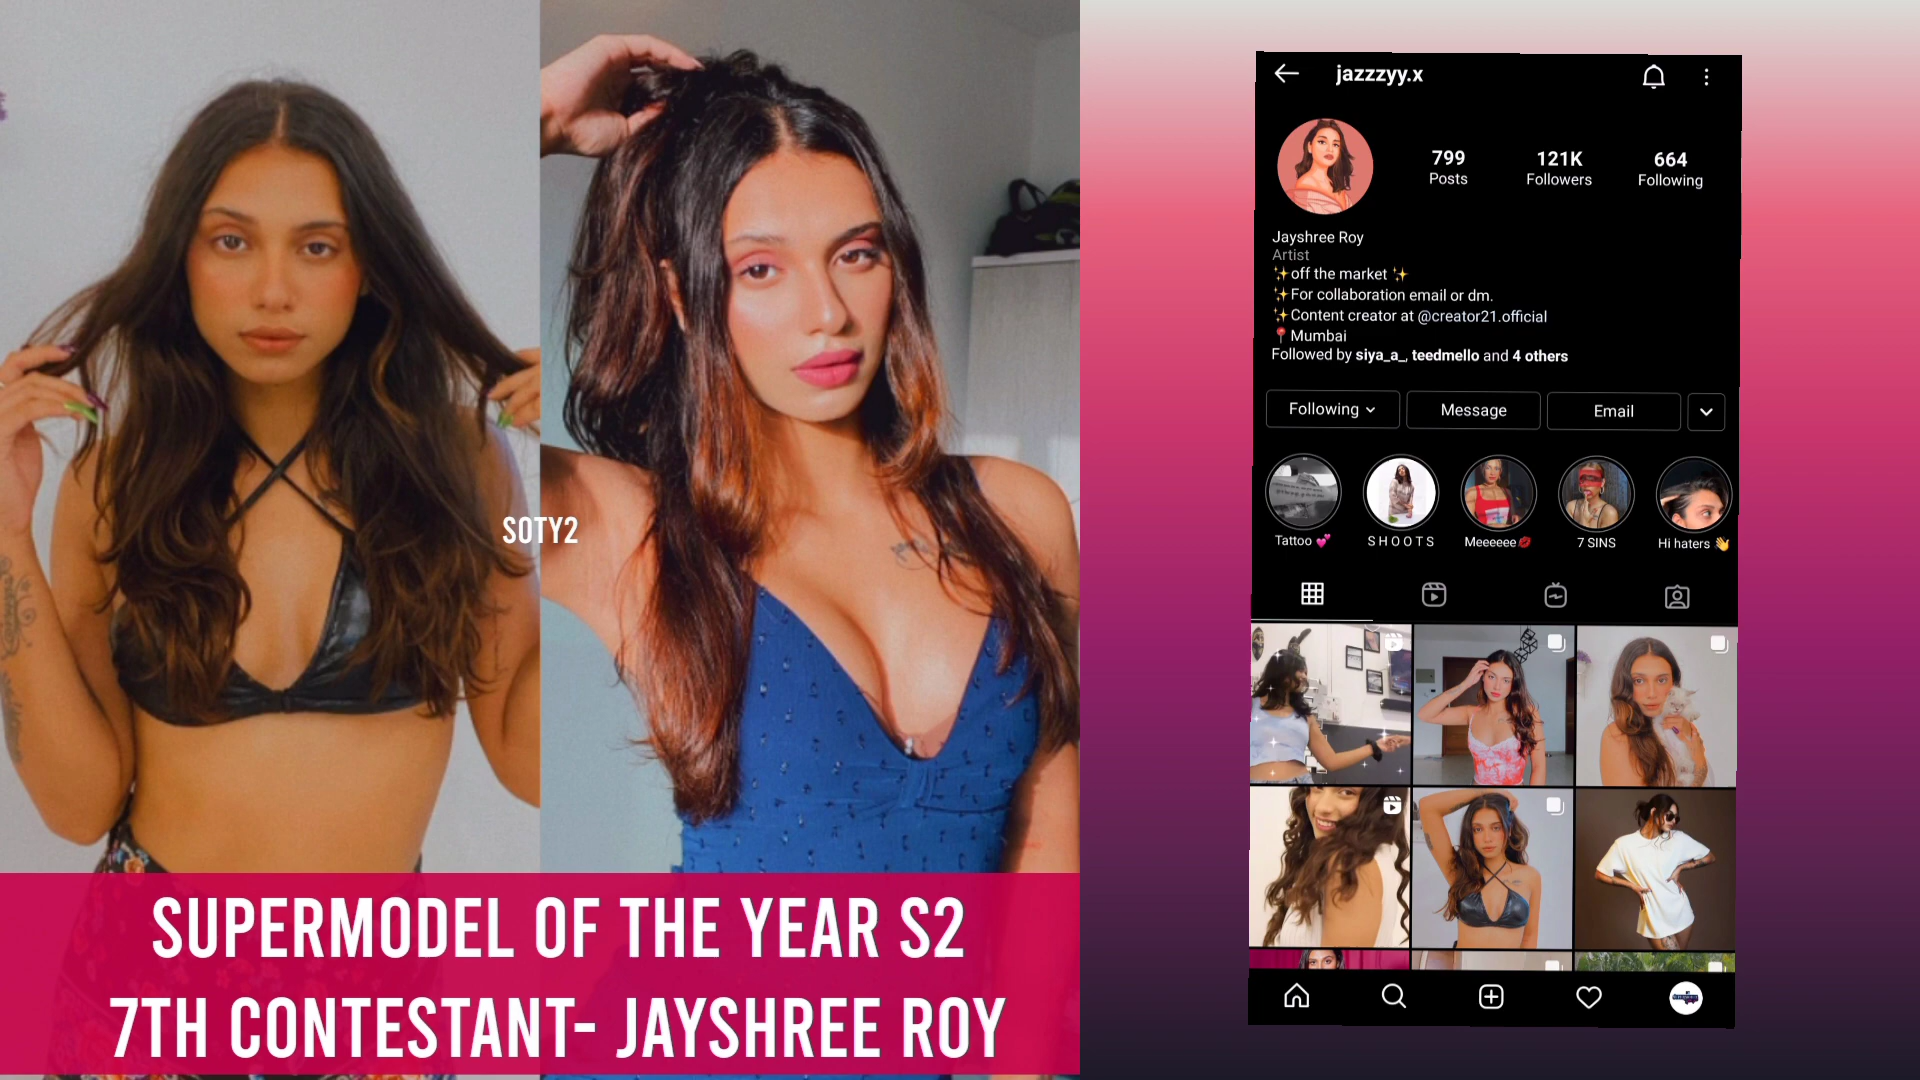 SOTY2
SUPERMODEL OF THE YEAR S2
7TH CONTESTANT- JAYSHREE ROY
jazzzyy.x
799
Posts
121K
Followers
664
Following
Jayshree Roy
Artist
✨off the market ✨
✨For collaboration email or dm.
✨Content creator at @creator21.official
📍Mumbai
Followed by siya_a_, teedmello and 4 others
Following
Message
Email
Tattoo 💕
S H O O T S
Meeeeee💋
7 SINS
Hi haters 👋